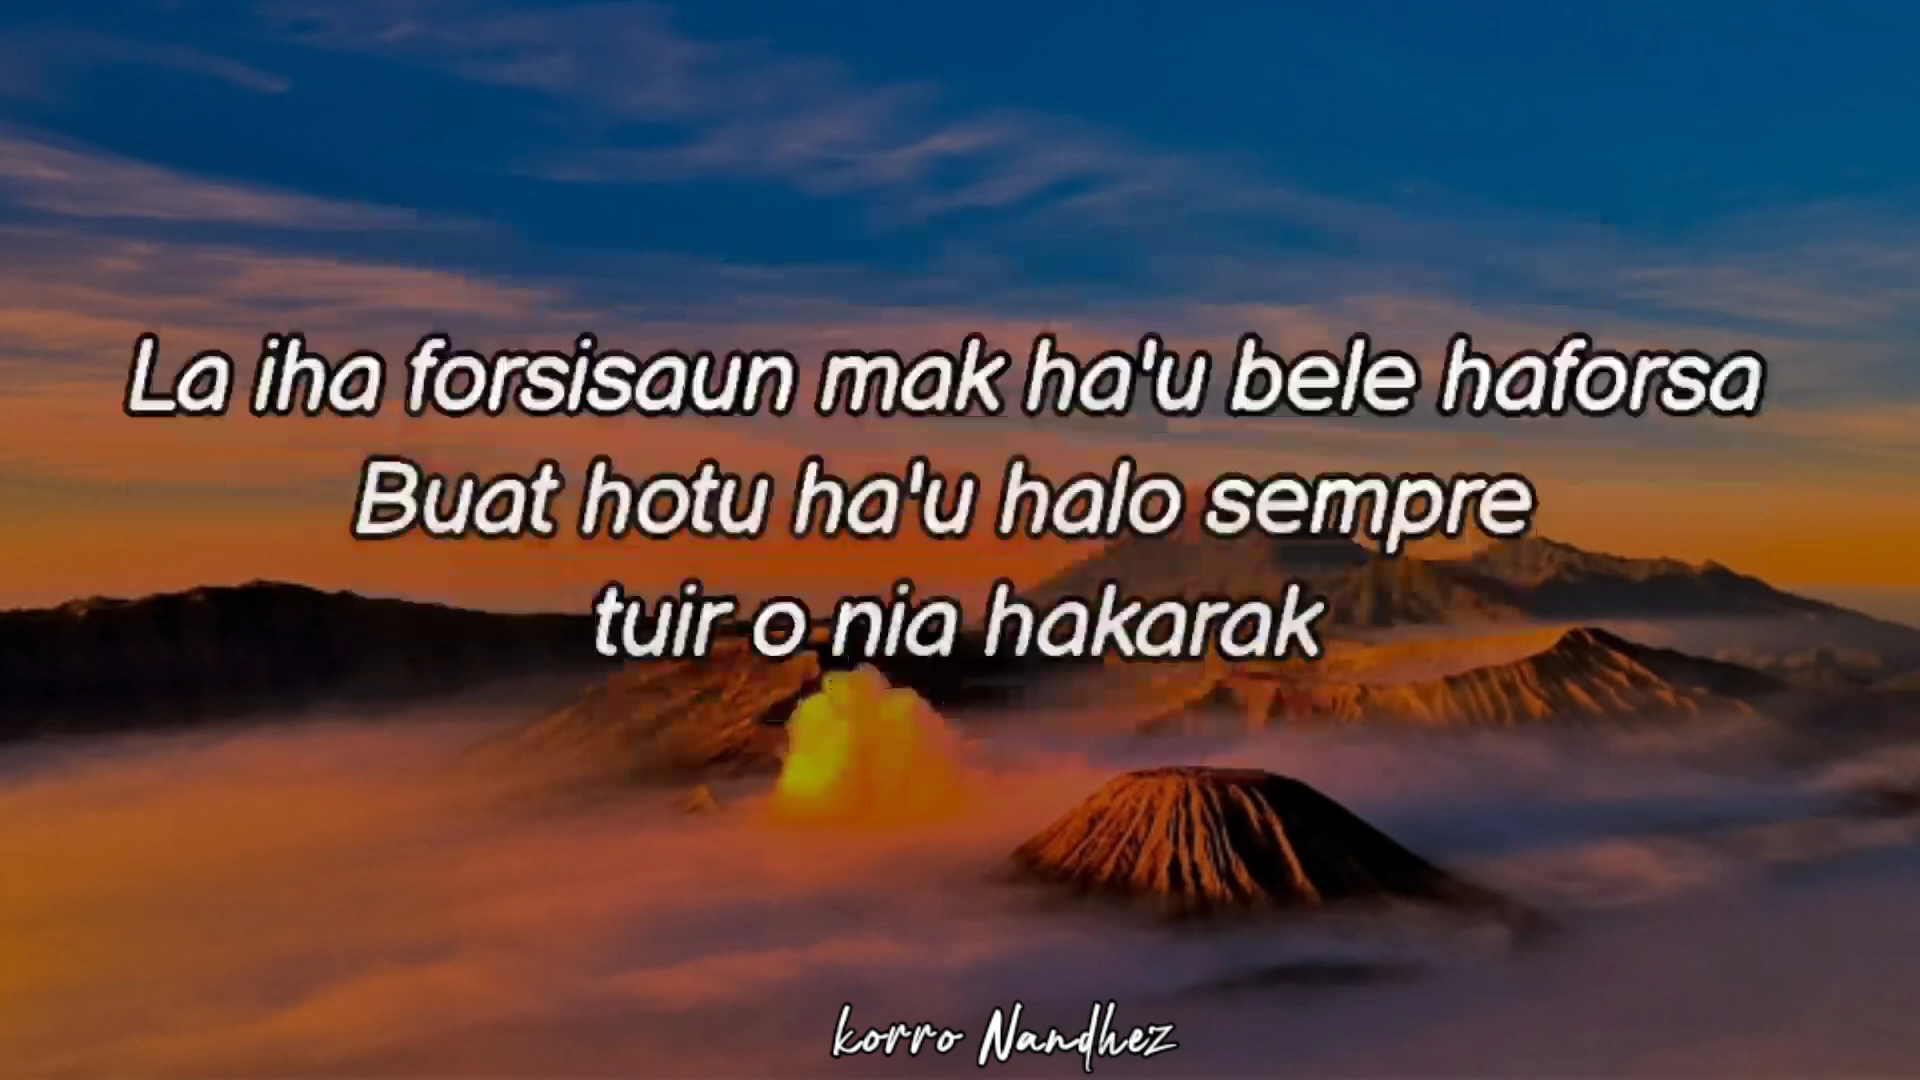 La iha forsisaun mak ha'u bele haforsa
Buat hotu ha'u halo sempre
tuir o nia hakarak
korro Nandhez